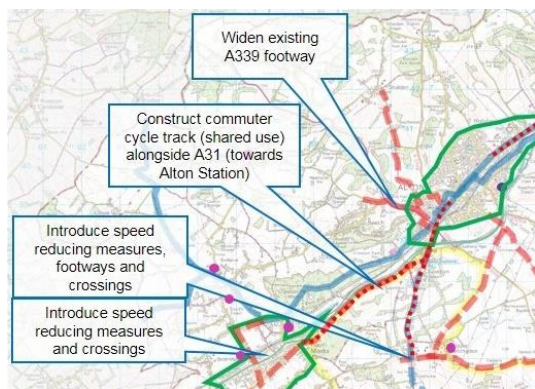 Widen existing
A339 footway
Construct commuter
cycle track (shared use)
alongside A31 (towards
Alton Station)
Introduce speed
reducing measures,
footways and
crossings
Introduce speed
reducing measures
and crossings